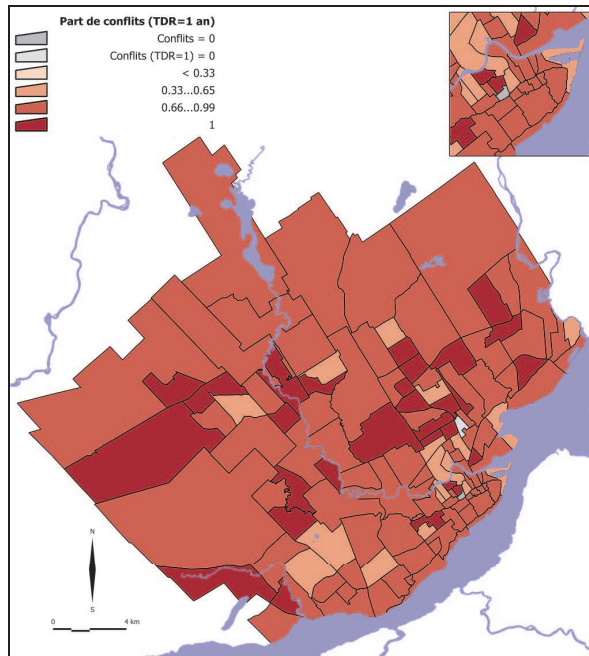 Part de conflits (TDR=1 an)
Conflits = 0
Conflits (TDR=1) = 0
< 0.33
0.33...0.65
0.66...0.99
1
N
S
0 4 km